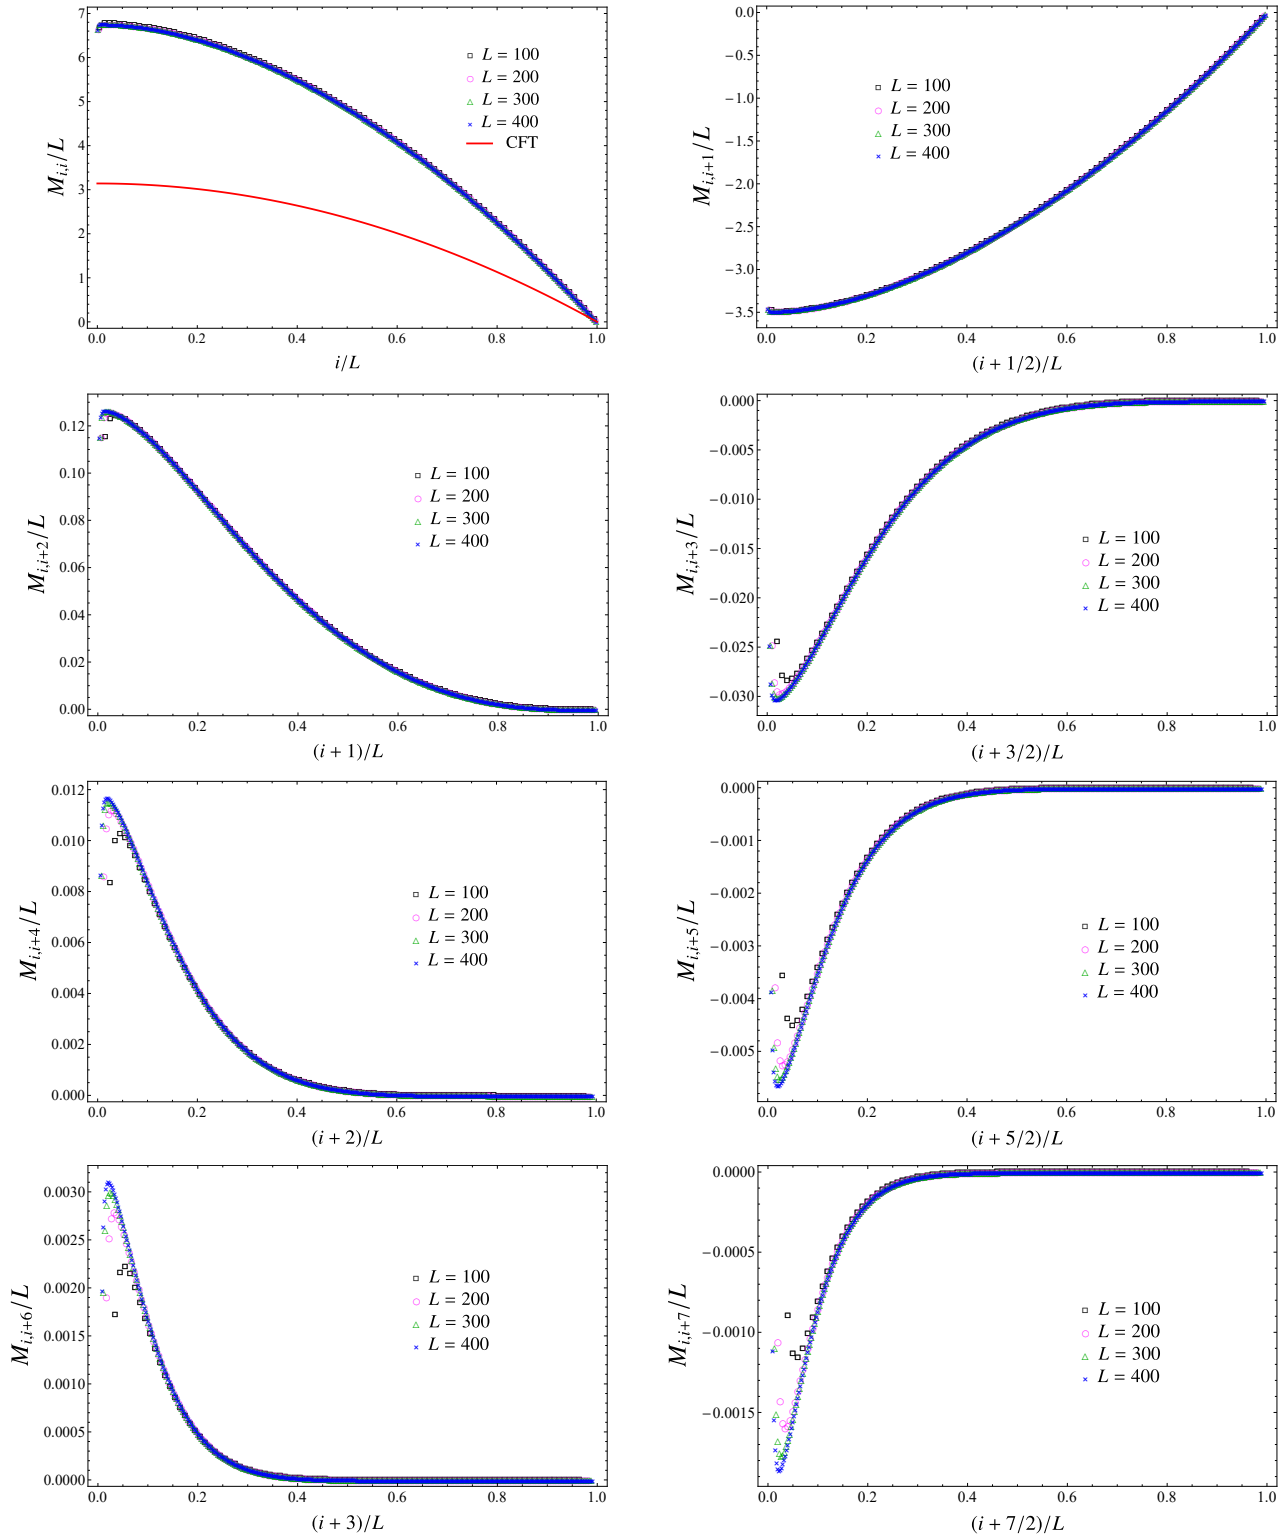 7
6
5
4
3
2
1
0
M_{i,i}/L
L = 100
L = 200
L = 300
L = 400
CFT
0.0 0.2 0.4 0.6 0.8 1.0
i/L
0.0
−0.5
−1.0
−1.5
−2.0
−2.5
−3.0
−3.5
M_{i,i+1}/L
L = 100
L = 200
L = 300
L = 400
0.0 0.2 0.4 0.6 0.8 1.0
(i + 1/2)/L
0.12
0.10
0.08
0.06
0.04
0.02
0.00
M_{i,i+2}/L
L = 100
L = 200
L = 300
L = 400
0.0 0.2 0.4 0.6 0.8 1.0
(i + 1)/L
0.000
−0.005
−0.010
−0.015
−0.020
−0.025
−0.030
M_{i,i+3}/L
L = 100
L = 200
L = 300
L = 400
0.0 0.2 0.4 0.6 0.8 1.0
(i + 3/2)/L
0.012
0.010
0.008
0.006
0.004
0.002
0.000
M_{i,i+4}/L
L = 100
L = 200
L = 300
L = 400
0.0 0.2 0.4 0.6 0.8 1.0
(i + 2)/L
0.000
−0.001
−0.002
−0.003
−0.004
−0.005
M_{i,i+5}/L
L = 100
L = 200
L = 300
L = 400
0.0 0.2 0.4 0.6 0.8 1.0
(i + 5/2)/L
0.0030
0.0025
0.0020
0.0015
0.0010
0.0005
0.0000
M_{i,i+6}/L
L = 100
L = 200
L = 300
L = 400
0.0 0.2 0.4 0.6 0.8 1.0
(i + 3)/L
0.0000
−0.0005
−0.0010
−0.0015
M_{i,i+7}/L
L = 100
L = 200
L = 300
L = 400
0.0 0.2 0.4 0.6 0.8 1.0
(i + 7/2)/L